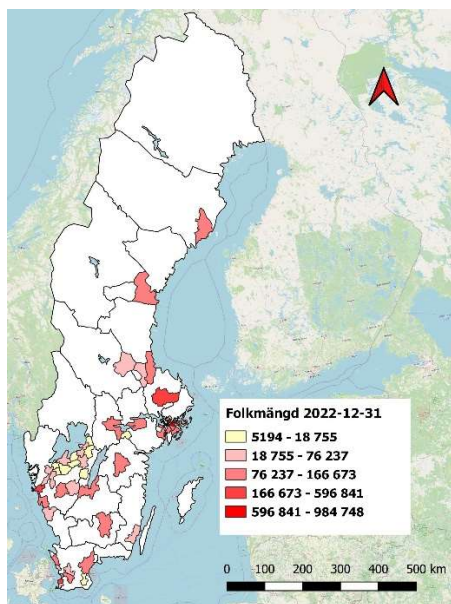 Folkmängd 2022-12-31
5194 - 18 755
18 755 - 76 237
76 237 - 166 673
166 673 - 596 841
596 841 - 984 748
0 100 200 300 400 500 km